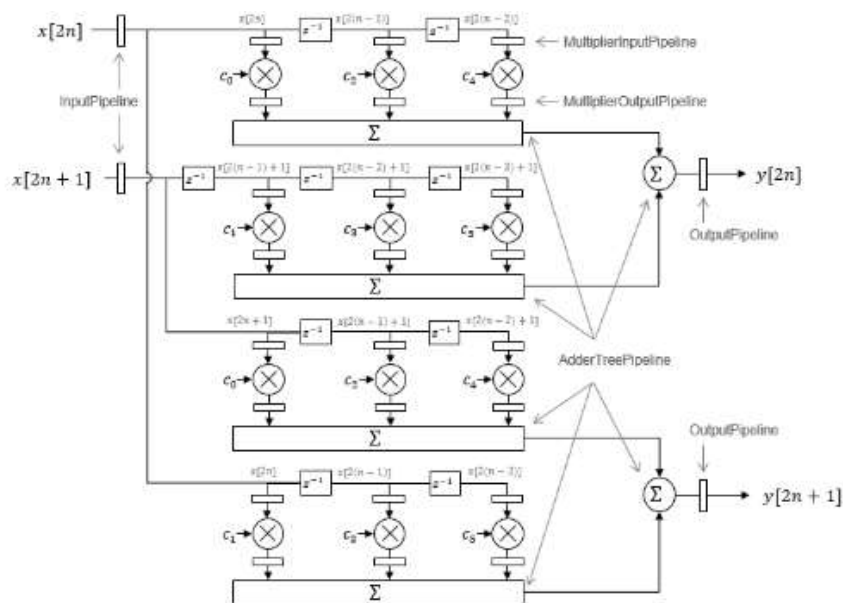 x[2n]
x[2n]
z⁻¹
x[2(n − 1)]
z⁻¹
x[2(n − 2)]
MultiplierInputPipeline
c₀
c₂
c₄
InputPipeline
MultiplierOutputPipeline
Σ
x[2n + 1]
z⁻¹
x[2(n − 1) + 1]
z⁻¹
x[2(n − 2) + 1]
z⁻¹
x[2(n − 3) + 1]
Σ
y[2n]
c₁
c₃
c₅
OutputPipeline
Σ
x[2n + 1]
z⁻¹
x[2(n − 1) + 1]
z⁻¹
x[2(n − 2) + 1]
AdderTreePipeline
c₀
c₂
c₄
OutputPipeline
Σ
x[2n]
z⁻¹
x[2(n − 1)]
z⁻¹
x[2(n − 2)]
Σ
y[2n + 1]
c₁
c₃
c₅
Σ